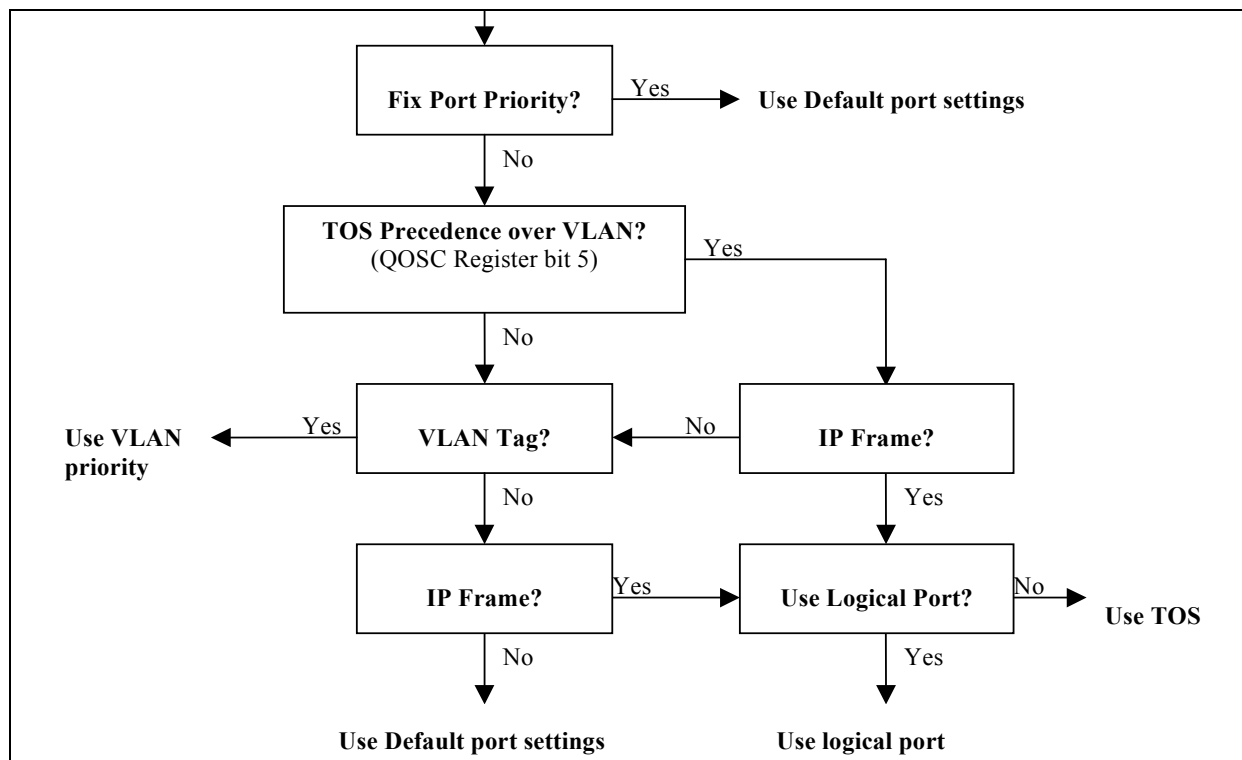 Fix Port Priority?
Yes
Use Default port settings
No
TOS Precedence over VLAN?
(QOSC Register bit 5)
Yes
No
Use VLAN
priority
Yes
VLAN Tag?
No
IP Frame?
No
Yes
IP Frame?
Yes
Use Logical Port?
No
Use TOS
No
Yes
Use Default port settings
Use logical port